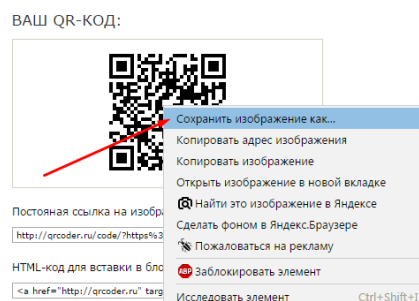 ВАШ QR-КОД:
Сохранить изображение как...
Копировать адрес изображения
Копировать изображение
Открыть изображение в новой вкладке
Найти это изображение в Яндексе
Сделать фоном в Яндекс.Браузере
Пожаловаться на рекламу
ABP Заблокировать элемент
Исследовать элемент Ctrl+Shift+I
Постояная ссылка на изобра
http://qrcoder.ru/code/?https%3
HTML-код для вставки в бло
<a href="http://qrcoder.ru" targ